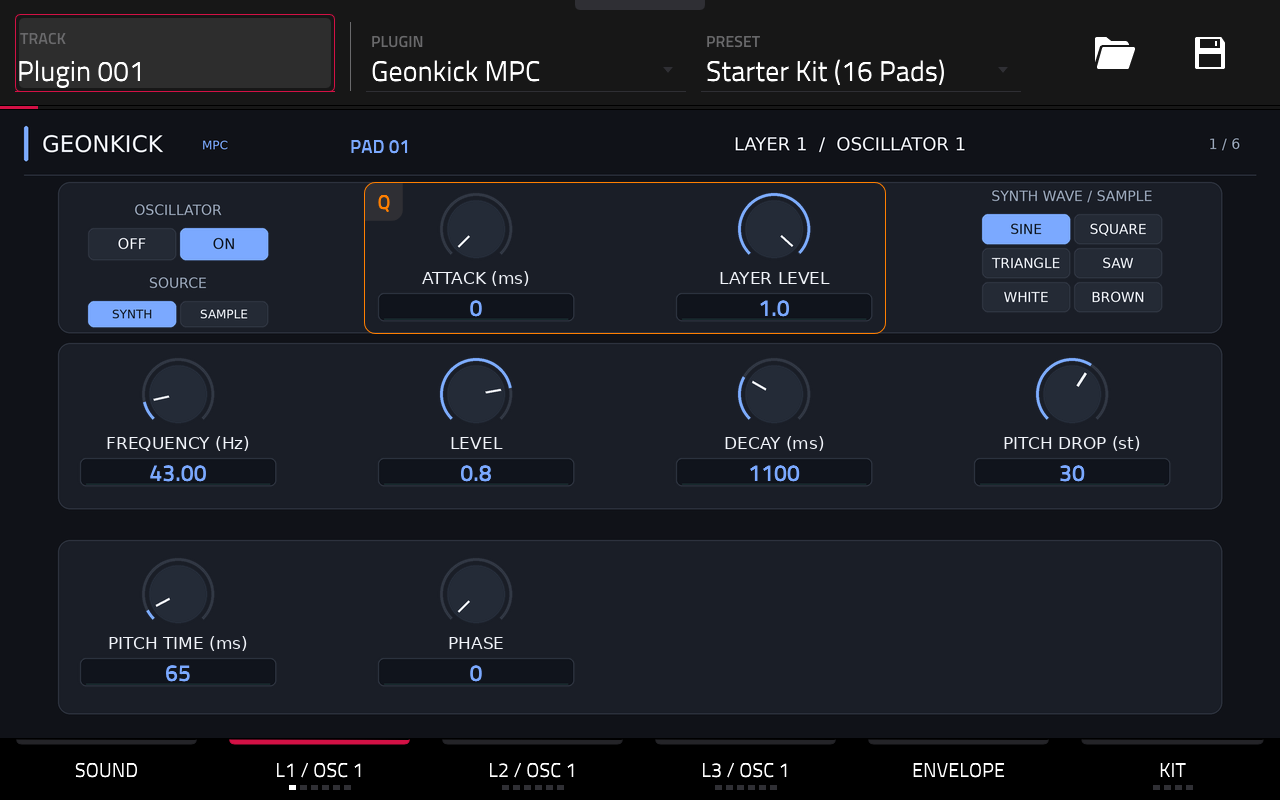 TRACK
Plugin 001
PLUGIN
Geonkick MPC
PRESET
Starter Kit (16 Pads)
GEONKICK
MPC
PAD 01
LAYER 1 / OSCILLATOR 1
1 / 6
OSCILLATOR
OFF
ON
SOURCE
SYNTH
SAMPLE
Q
ATTACK (ms)
0
LAYER LEVEL
1.0
SYNTH WAVE / SAMPLE
SINE
SQUARE
TRIANGLE
SAW
WHITE
BROWN
FREQUENCY (Hz)
43.00
LEVEL
0.8
DECAY (ms)
1100
PITCH DROP (st)
30
PITCH TIME (ms)
65
PHASE
0
SOUND
L1 / OSC 1
L2 / OSC 1
L3 / OSC 1
ENVELOPE
KIT